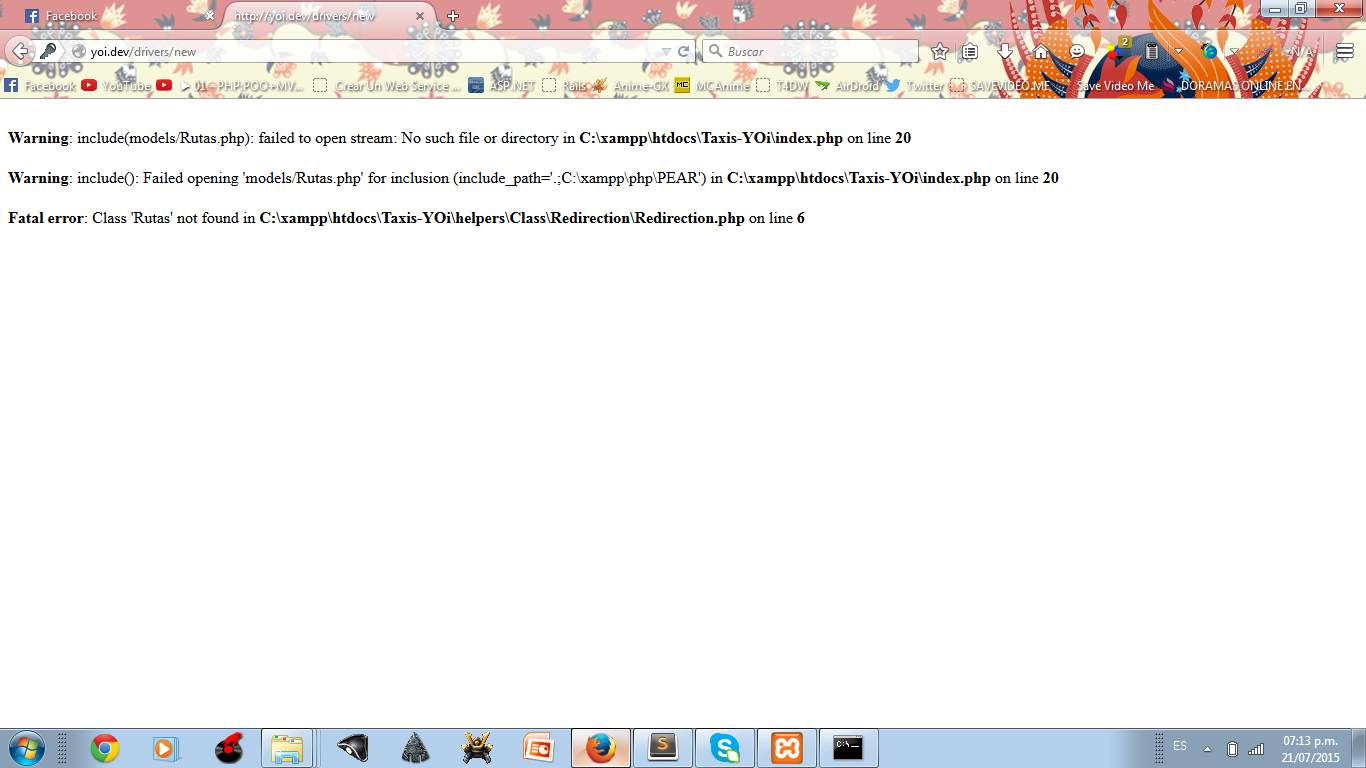 Facebook
http://yoi.dev/drivers/new
yoi.dev/drivers/new
Buscar
2
N/A
Facebook
YouTube
01 - PHP POO+MV...
Crear Un Web Service ...
ASP.NET
Rails
Anime-GX
ME
MCAnime
T4DW
AirDroid
Twitter
SAVEVIDEO.ME
Save Video Me
DORAMAS ONLINE EN...
Warning: include(models/Rutas.php): failed to open stream: No such file or directory in C:\xampp\htdocs\Taxis-YOi\index.php on line 20
Warning: include(): Failed opening 'models/Rutas.php' for inclusion (include_path='.;C:\xampp\php\PEAR') in C:\xampp\htdocs\Taxis-YOi\index.php on line 20
Fatal error: Class 'Rutas' not found in C:\xampp\htdocs\Taxis-YOi\helpers\Class\Redirection\Redirection.php on line 6
ES
07:13 p.m.
21/07/2015